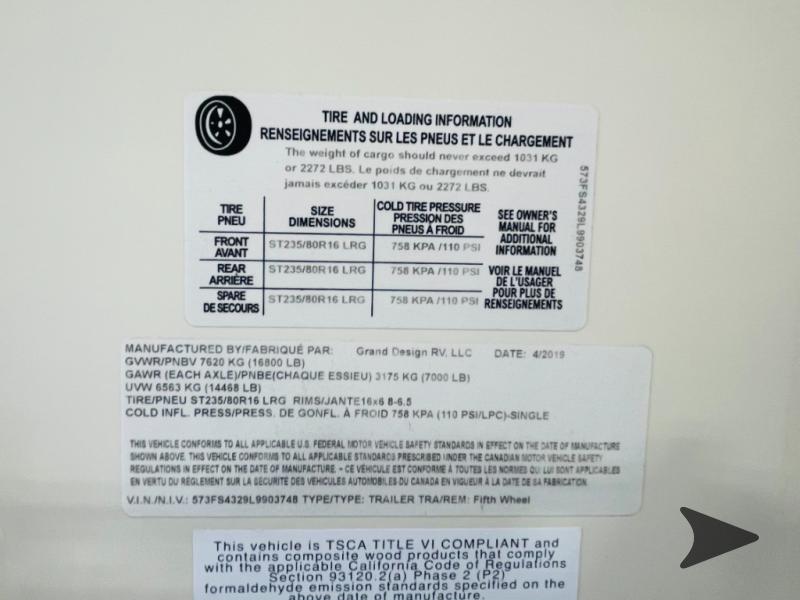 TIRE AND LOADING INFORMATION
RENSEIGNEMENTS SUR LES PNEUS ET LE CHARGEMENT
The weight of cargo should never exceed 1031 KG
or 2272 LBS. Le poids de chargement ne devrait
jamais excéder 1031 KG ou 2272 LBS.
TIRE PNEU SIZE DIMENSIONS COLD TIRE PRESSURE PRESSION DES PNEUS À FROID
FRONT AVANT ST235/80R16 LRG 758 KPA /110 PSI
REAR ARRIÈRE ST235/80R16 LRG 758 KPA /110 PSI
SPARE DE SECOURS ST235/80R16 LRG 758 KPA /110 PSI
SEE OWNER'S
MANUAL FOR
ADDITIONAL
INFORMATION
VOIR LE MANUEL
DE L'USAGER
POUR PLUS DE
RENSEIGNEMENTS
573FS4329L9903748
MANUFACTURED BY/FABRIQUÉ PAR: Grand Design RV, LLC DATE: 4/2019
GVWR/PNBV 7620 KG (16800 LB)
GAWR (EACH AXLE)/PNBE(CHAQUE ESSIEU) 3175 KG (7000 LB)
UVW 6563 KG (14468 LB)
TIRE/PNEU ST235/80R16 LRG RIMS/JANTE16x6 8-6.5
COLD INFL. PRESS/PRESS. DE GONFL. À FROID 758 KPA (110 PSI/LPC)-SINGLE
THIS VEHICLE CONFORMS TO ALL APPLICABLE U.S. FEDERAL MOTOR VEHICLE SAFETY STANDARDS IN EFFECT ON THE DATE OF MANUFACTURE
SHOWN ABOVE. THIS VEHICLE CONFORMS TO ALL APPLICABLE STANDARDS PRESCRIBED UNDER THE CANADIAN MOTOR VEHICLE SAFETY
REGULATIONS IN EFFECT ON THE DATE OF MANUFACTURE. - CE VÉHICULE EST CONFORME À TOUTES LES NORMES QUI LUI SONT APPLICABLES
EN VERTU DU RÈGLEMENT SUR LA SÉCURITÉ DES VÉHICULES AUTOMOBILES DU CANADA EN VIGUEUR À LA DATE DE SA FABRICATION.
V.I.N./N.I.V.: 573FS4329L9903748 TYPE/TYPE: TRAILER TRA/REM: Fifth Wheel
This vehicle is TSCA TITLE VI COMPLIANT and
contains composite wood products that comply
with the applicable California Code of Regulations
Section 93120.2(a) Phase 2 (P2)
formaldehyde emission standards specified on the
above date of manufacture.